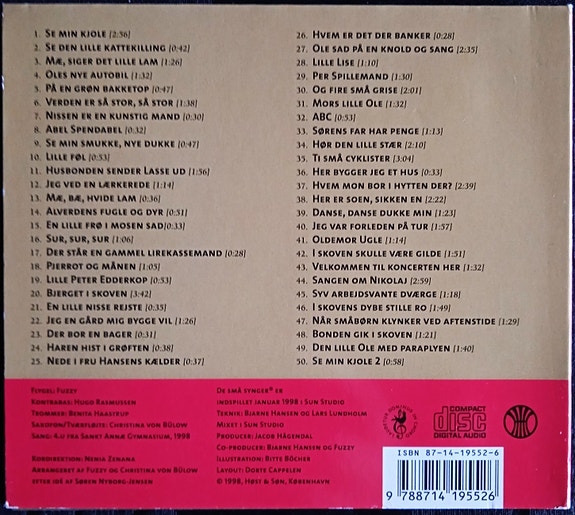 1. Se min kjole [2:56]
2. Se den lille kattekilling [0:42]
3. Mæ, siger det lille lam [1:26]
4. Oles nye autobil [1:32]
5. På en grøn bakketop [0:47]
6. Verden er så stor, så stor [1:38]
7. Nissen er en kunstig mand [0:30]
8. Abel Spendabel [0:32]
9. Se min smukke, nye dukke [0:47]
10. Lille føl [0:53]
11. Husbonden sender Lasse ud [1:56]
12. Jeg ved en lærkerede [1:14]
13. Mæ, bæ, hvide lam [0:36]
14. Alverdens fugle og dyr [0:51]
15. En lille frø i mosen sad [0:33]
16. Sur, sur, sur [1:06]
17. Der står en gammel lirekassemand [0:28]
18. Pierrot og månen [1:05]
19. Lille Peter Edderkop [0:53]
20. Bjerget i skoven [3:42]
21. En lille nisse rejste [0:35]
22. Jeg en gård mig bygge vil [1:26]
23. Der bor en bager [0:31]
24. Haren hist i grøften [0:38]
25. Nede i fru Hansens kælder [0:37]
26. Hvem er det der banker [0:28]
27. Ole sad på en knold og sang [2:35]
28. Lille Lise [1:10]
29. Per Spillemand [1:30]
30. Og fire små grise [2:01]
31. Mors lille Ole [1:32]
32. ABC [0:53]
33. Sørens far har penge [1:13]
34. Hør den lille stær [2:10]
35. Ti små cyklister [3:04]
36. Her bygger jeg et hus [0:33]
37. Hvem mon bor i hytten der? [2:39]
38. Her er soen, sikken en [2:22]
39. Danse, danse dukke min [1:23]
40. Jeg var forleden på tur [1:57]
41. Oldemor Ugle [1:14]
42. I skoven skulle være gilde [1:51]
43. Velkommen til koncerten her [1:32]
44. Sangen om Nikolaj [2:59]
45. Syv arbejdsvante dværge [1:18]
46. I skovens dybe stille ro [1:49]
47. Når småbørn klynker ved aftenstide [1:29]
48. Bonden gik i skoven [1:21]
49. Den lille Ole med paraplyen [1:40]
50. Se min kjole 2 [0:58]
Flygel: Fuzzy
Kontrabas: Hugo Rasmussen
Trommer: Benita Haastrup
Saxofon/Tværfløjte: Christina von Bülow
Sang: 4.u fra Sankt Annæ Gymnasium, 1998
Kordirektion: Nenia Zenana
Arrangeret af Fuzzy og Christina von Bülow
efter idé af Søren Nyborg-Jensen
De små synger® er
indspillet januar 1998 i Sun Studio
Teknik: Bjarne Hansen og Lars Lundholm
Mixet i Sun Studio
Producer: Jacob Hägendal
Co-producer: Bjarne Hansen og Fuzzy
Illustration: Bitte Böcher
Layout: Dorte Cappelen
© 1998, Høst & Søn, København
COMPACT
disc
DIGITAL AUDIO
ISBN 87-14-19552-6
9 788714 195526